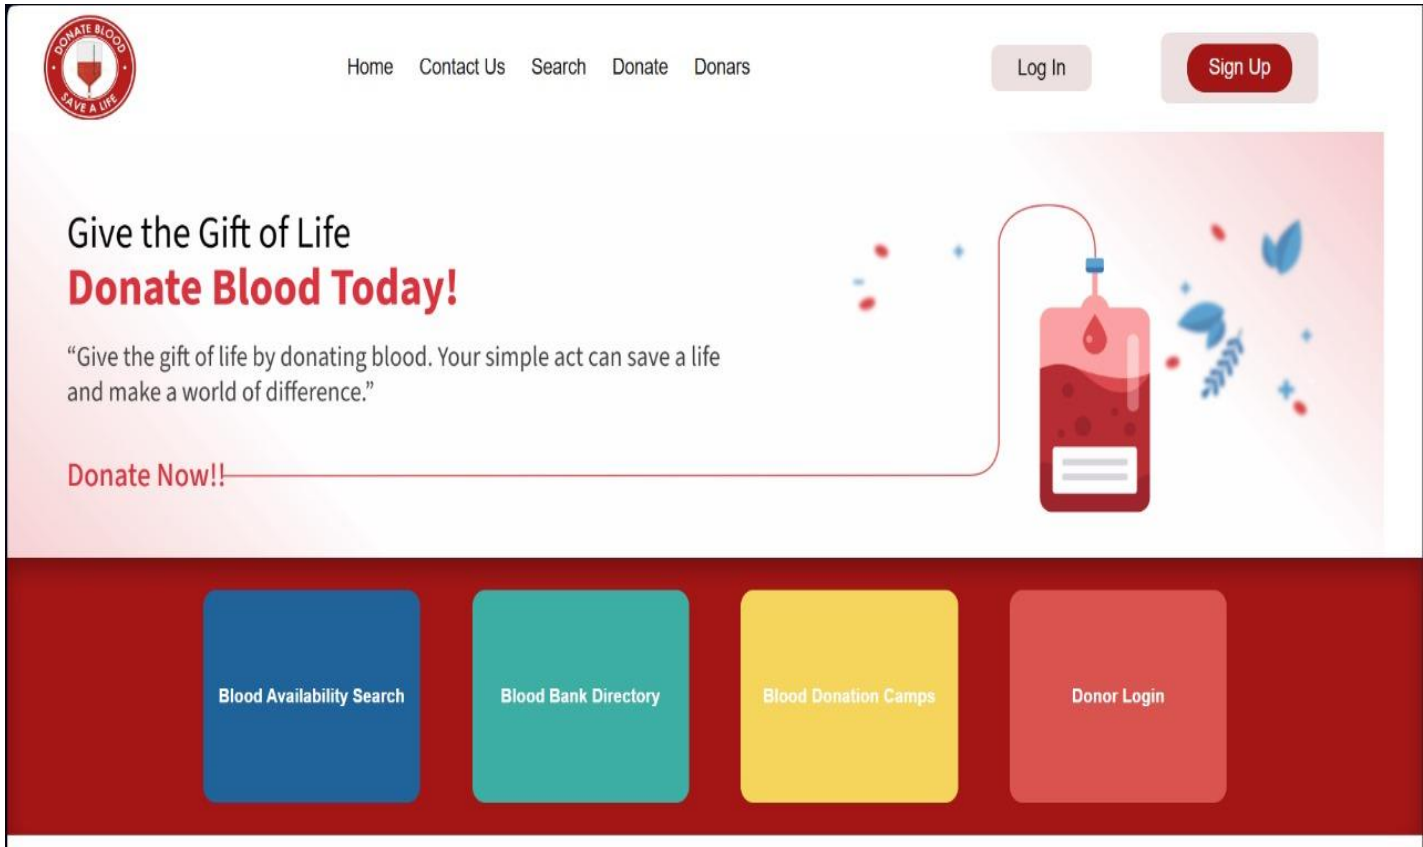 DONATE BLOOD
SAVE A LIFE
Home Contact Us Search Donate Donars
Log In
Sign Up
Give the Gift of Life
Donate Blood Today!
“Give the gift of life by donating blood. Your simple act can save a life
and make a world of difference.”
Donate Now!!
Blood Availability Search
Blood Bank Directory
Blood Donation Camps
Donor Login